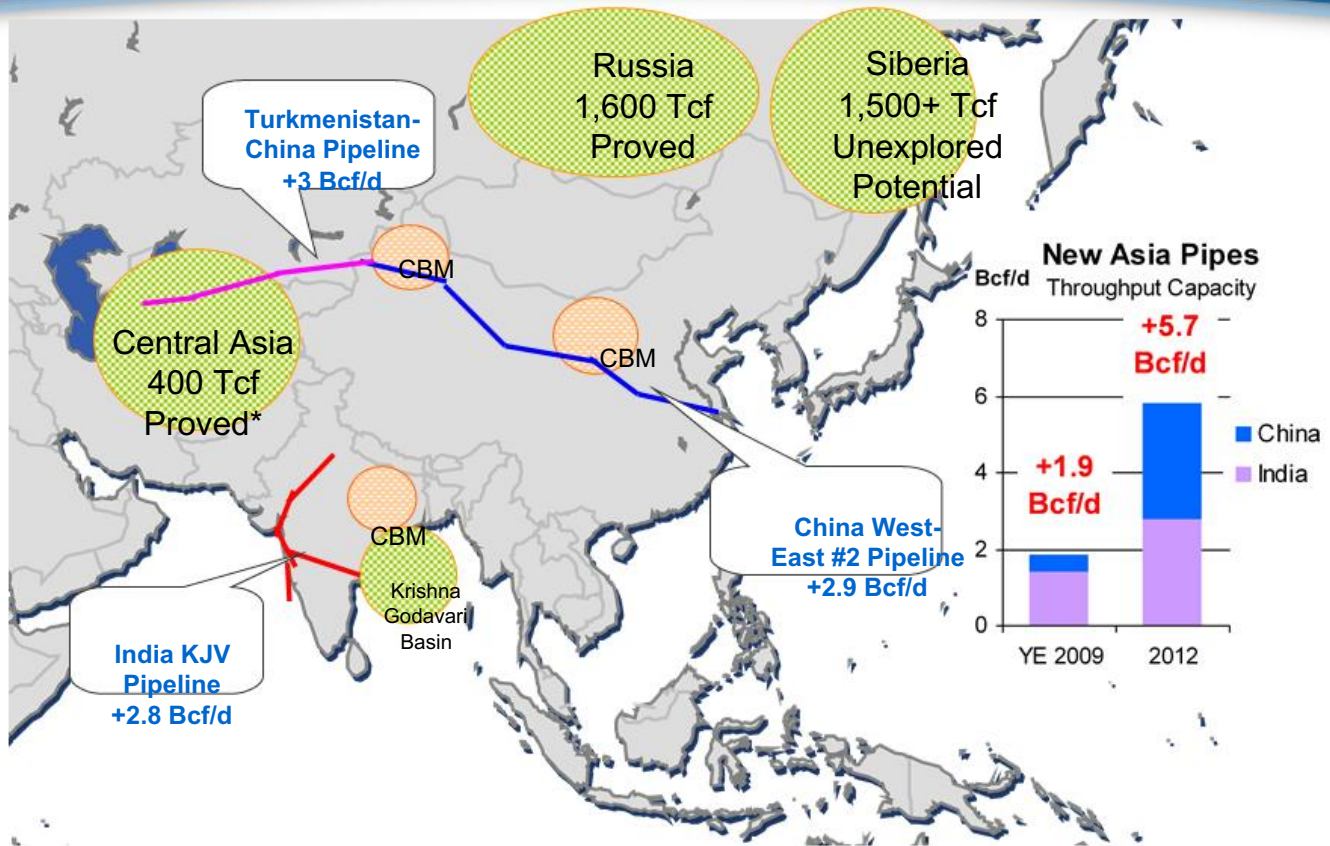 Russia
1,600 Tcf
Proved
Siberia
1,500+ Tcf
Unexplored
Potential
Turkmenistan-
China Pipeline
+3 Bcf/d
CBM
CBM
Central Asia
400 Tcf
Proved*
CBM
Krishna
Godavari
Basin
India KJV
Pipeline
+2.8 Bcf/d
China West-
East #2 Pipeline
+2.9 Bcf/d
New Asia Pipes
Bcf/d
Throughput Capacity
8
6
4
2
0
+5.7
Bcf/d
+1.9
Bcf/d
China
India
YE 2009
2012